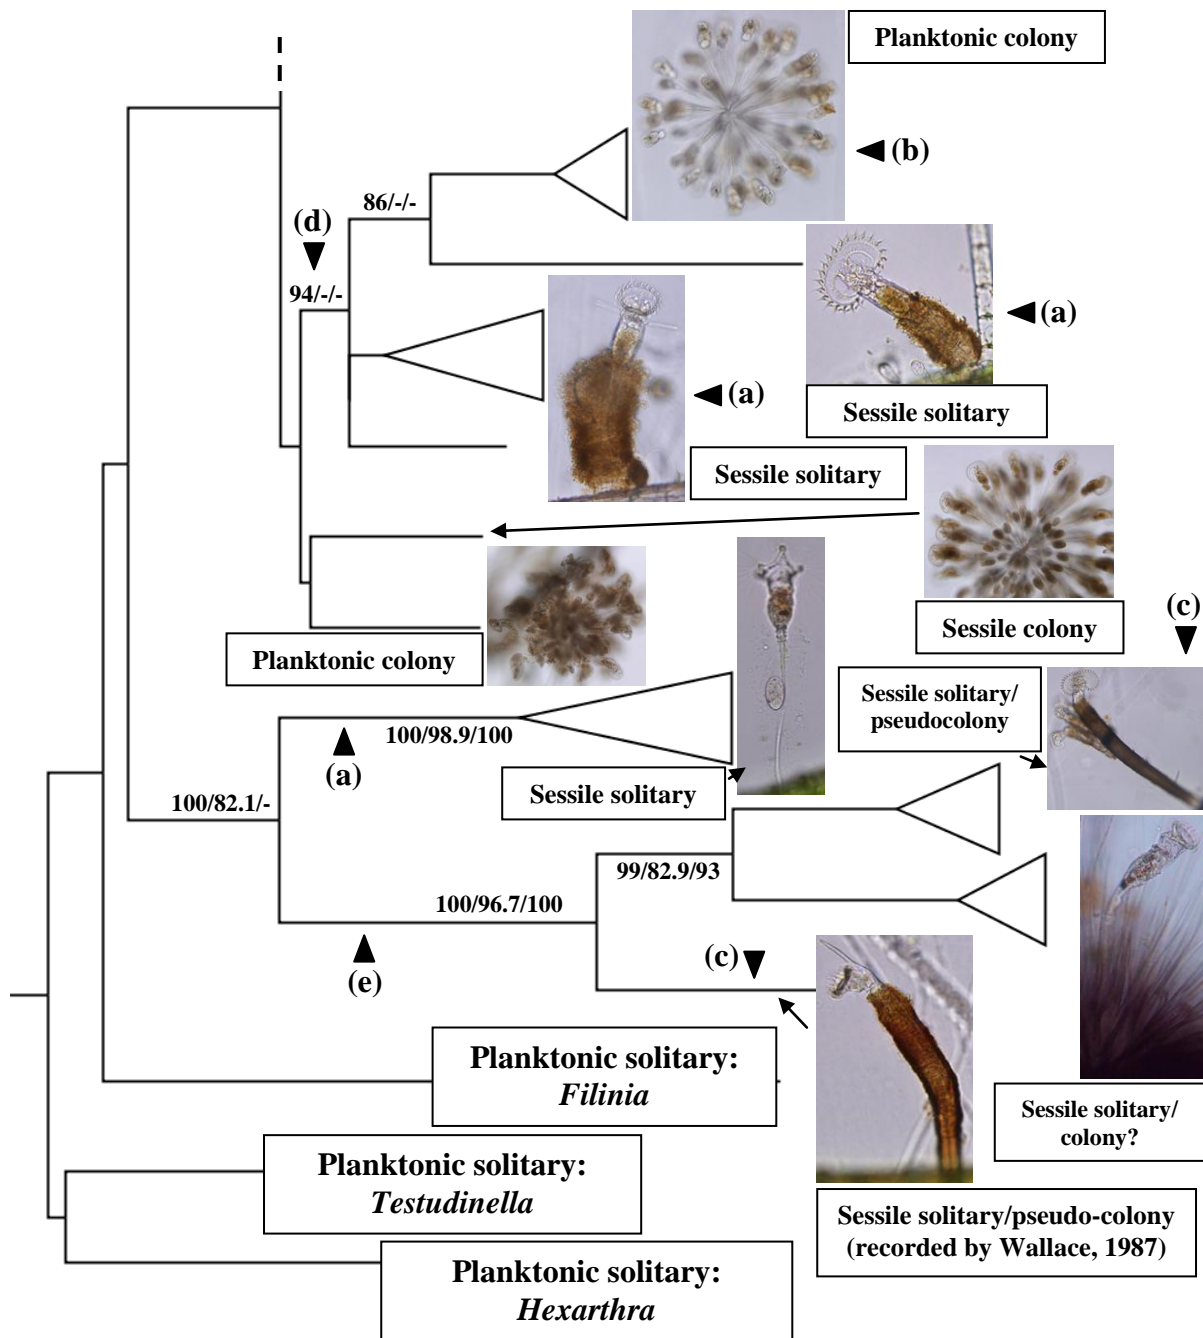 Planktonic colony
(b)
86/-/-
(d)
94/-/-
(a)
Sessile solitary
(a)
Sessile solitary
Sessile colony
(c)
Planktonic colony
Sessile solitary/
pseudocolony
100/98.9/100
(a)
Sessile solitary
100/82.1/-
99/82.9/93
100/96.7/100
(c)
(e)
Planktonic solitary:
Filinia
Sessile solitary/
colony?
Planktonic solitary:
Testudinella
Sessile solitary/pseudo-colony
(recorded by Wallace, 1987)
Planktonic solitary:
Hexarthra